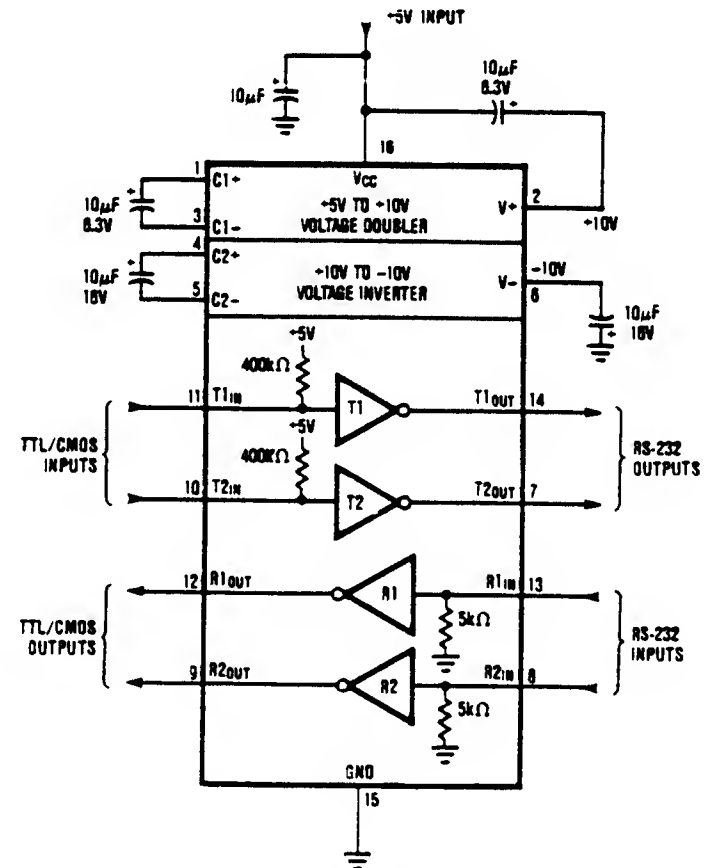 +5V INPUT
10µF
6.3V
10µF
16
1
C1+
VCC
2
10µF
6.3V
+5V TO +10V
VOLTAGE DOUBLER
V+
+10V
3
C1-
4
C2+
10µF
16V
+10V TO -10V
VOLTAGE INVERTER
V-
-10V
6
5
C2-
10µF
16V
+5V
400kΩ
11
T1IN
T1
T1OUT
14
+5V
400kΩ
TTL/CMOS
INPUTS
RS-232
OUTPUTS
10
T2IN
T2
T2OUT
7
12
R1OUT
R1
R1IN
13
5kΩ
TTL/CMOS
OUTPUTS
RS-232
INPUTS
9
R2OUT
R2
R2IN
8
5kΩ
GND
15